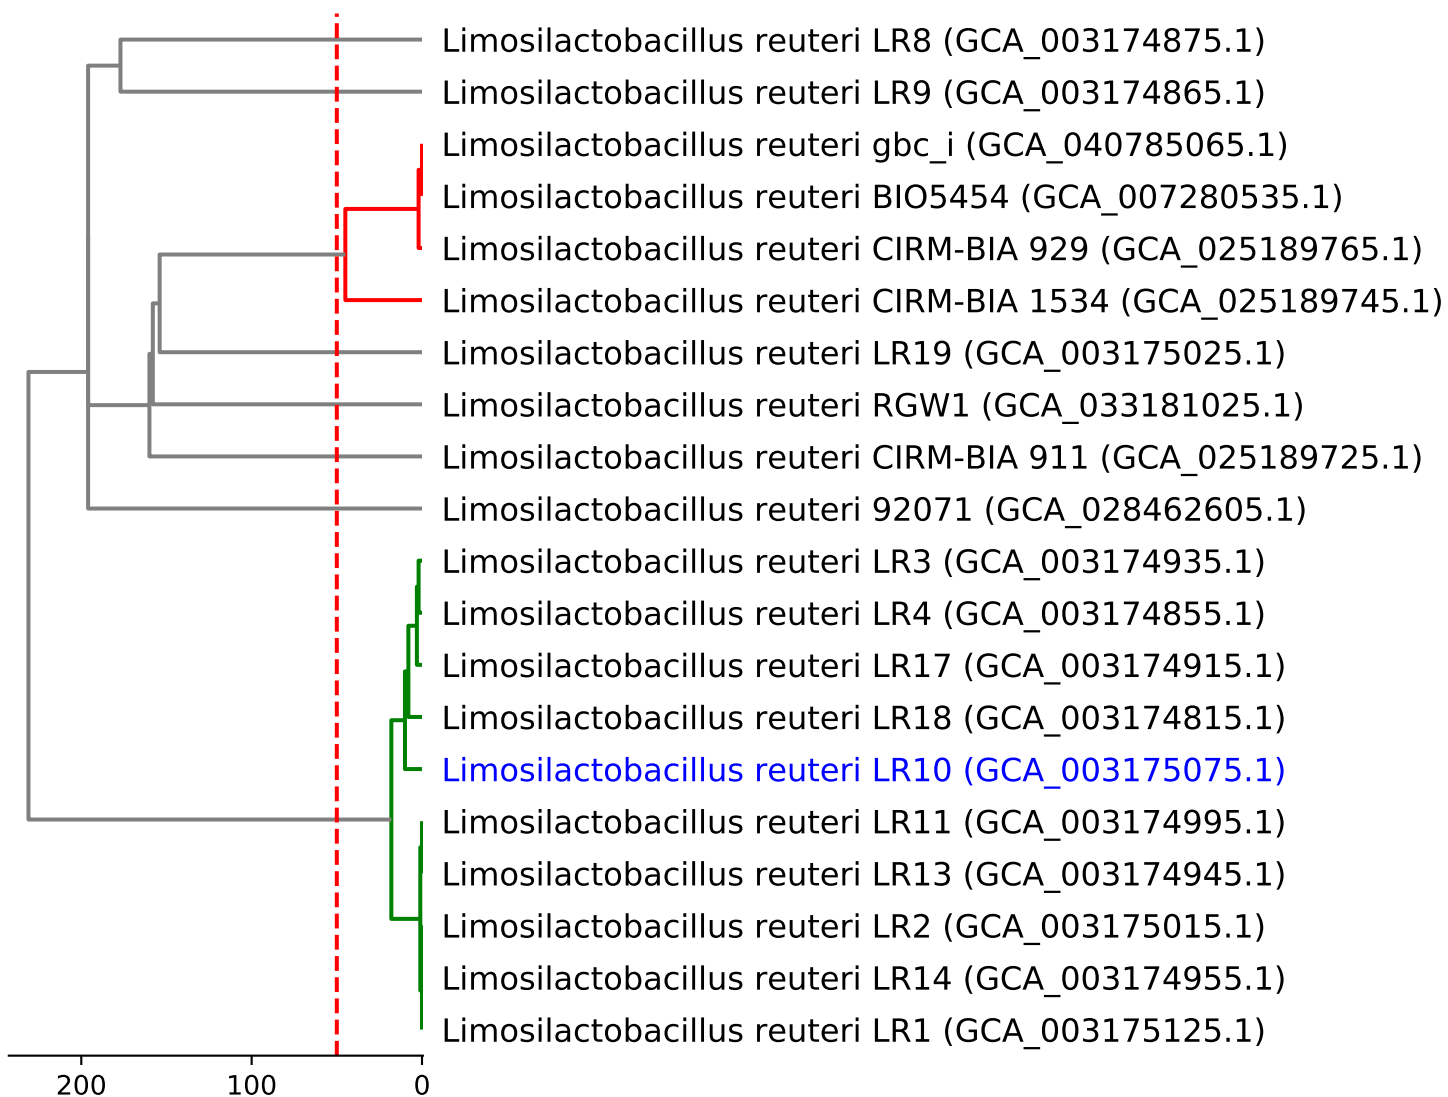 Limosilactobacillus reuteri LR8 (GCA_003174875.1)
Limosilactobacillus reuteri LR9 (GCA_003174865.1)
Limosilactobacillus reuteri gbc_i (GCA_040785065.1)
Limosilactobacillus reuteri BIO5454 (GCA_007280535.1)
Limosilactobacillus reuteri CIRM-BIA 929 (GCA_025189765.1)
Limosilactobacillus reuteri CIRM-BIA 1534 (GCA_025189745.1)
Limosilactobacillus reuteri LR19 (GCA_003175025.1)
Limosilactobacillus reuteri RGW1 (GCA_033181025.1)
Limosilactobacillus reuteri CIRM-BIA 911 (GCA_025189725.1)
Limosilactobacillus reuteri 92071 (GCA_028462605.1)
Limosilactobacillus reuteri LR3 (GCA_003174935.1)
Limosilactobacillus reuteri LR4 (GCA_003174855.1)
Limosilactobacillus reuteri LR17 (GCA_003174915.1)
Limosilactobacillus reuteri LR18 (GCA_003174815.1)
Limosilactobacillus reuteri LR10 (GCA_003175075.1)
Limosilactobacillus reuteri LR11 (GCA_003174995.1)
Limosilactobacillus reuteri LR13 (GCA_003174945.1)
Limosilactobacillus reuteri LR2 (GCA_003175015.1)
Limosilactobacillus reuteri LR14 (GCA_003174955.1)
Limosilactobacillus reuteri LR1 (GCA_003175125.1)
200 100 0